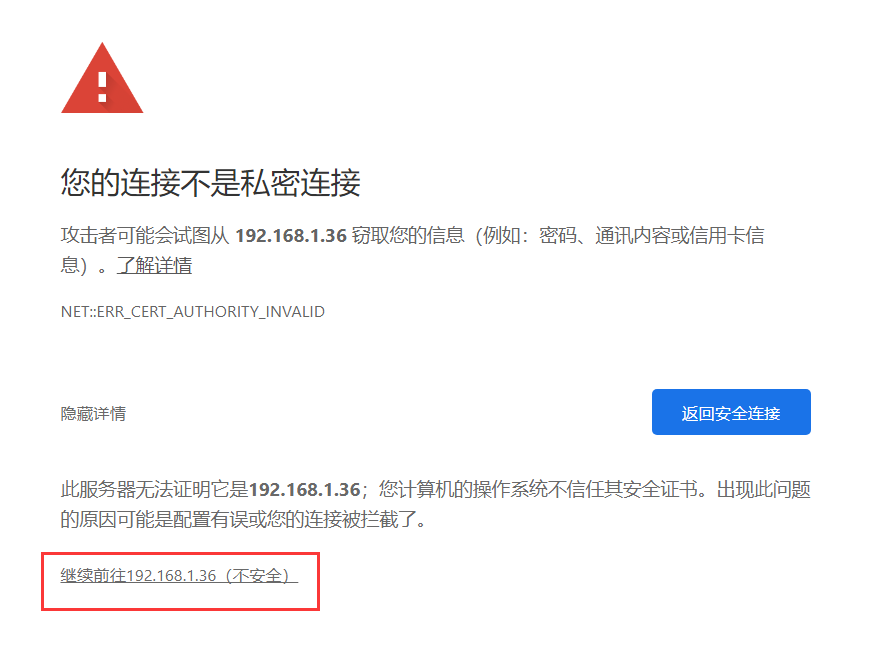 您的连接不是私密连接
攻击者可能会试图从 192.168.1.36 窃取您的信息（例如：密码、通讯内容或信用卡信
息）。了解详情
NET::ERR_CERT_AUTHORITY_INVALID
隐藏详情
返回安全连接
此服务器无法证明它是192.168.1.36；您计算机的操作系统不信任其安全证书。出现此问题
的原因可能是配置有误或您的连接被拦截了。
继续前往192.168.1.36（不安全）